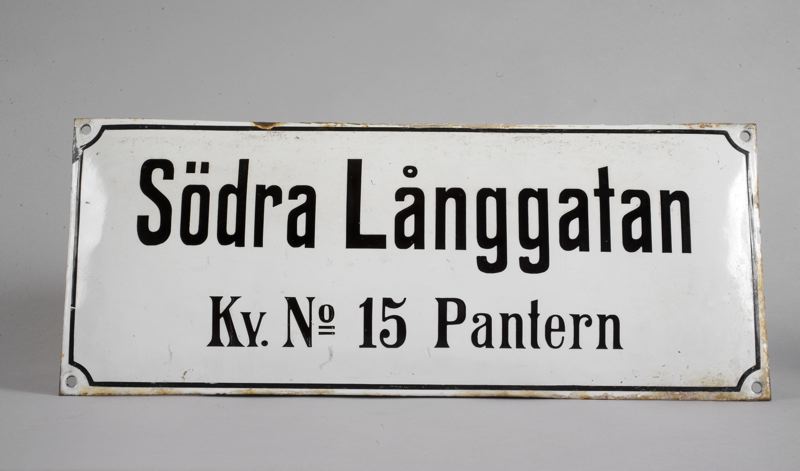 Södra Långgatan
Kv. Nº 15 Pantern